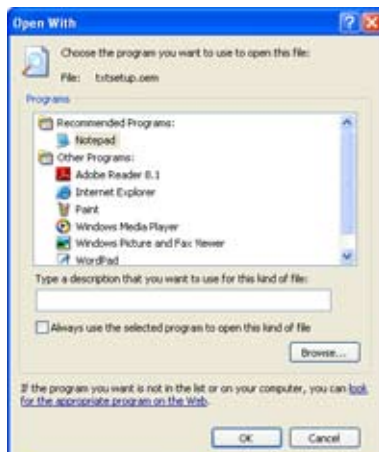 Open With
Choose the program you want to use to open this file:
File: txtsetup.oem
Programs
Recommended Programs:
Notepad
Other Programs:
Adobe Reader 8.1
Internet Explorer
Paint
Windows Media Player
Windows Picture and Fax Viewer
WordPad
Type a description that you want to use for this kind of file:
Always use the selected program to open this kind of file
Browse...
If the program you want is not in the list or on your computer, you can look
for the appropriate program on the Web.
OK Cancel